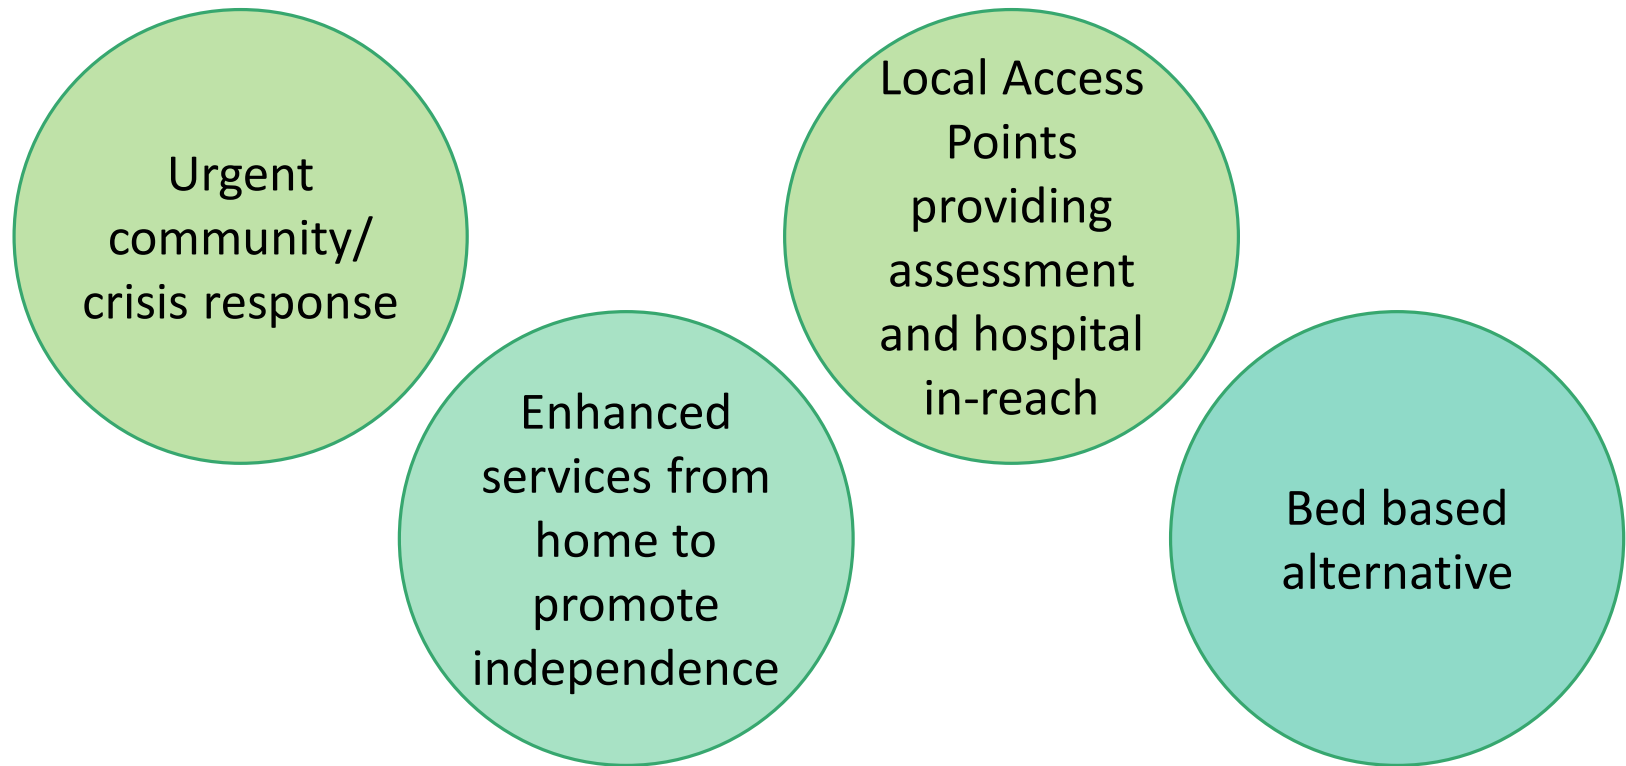 Urgent
community/
crisis response
Enhanced
services from
home to
promote
independence
Local Access
Points
providing
assessment
and hospital
in-reach
Bed based
alternative